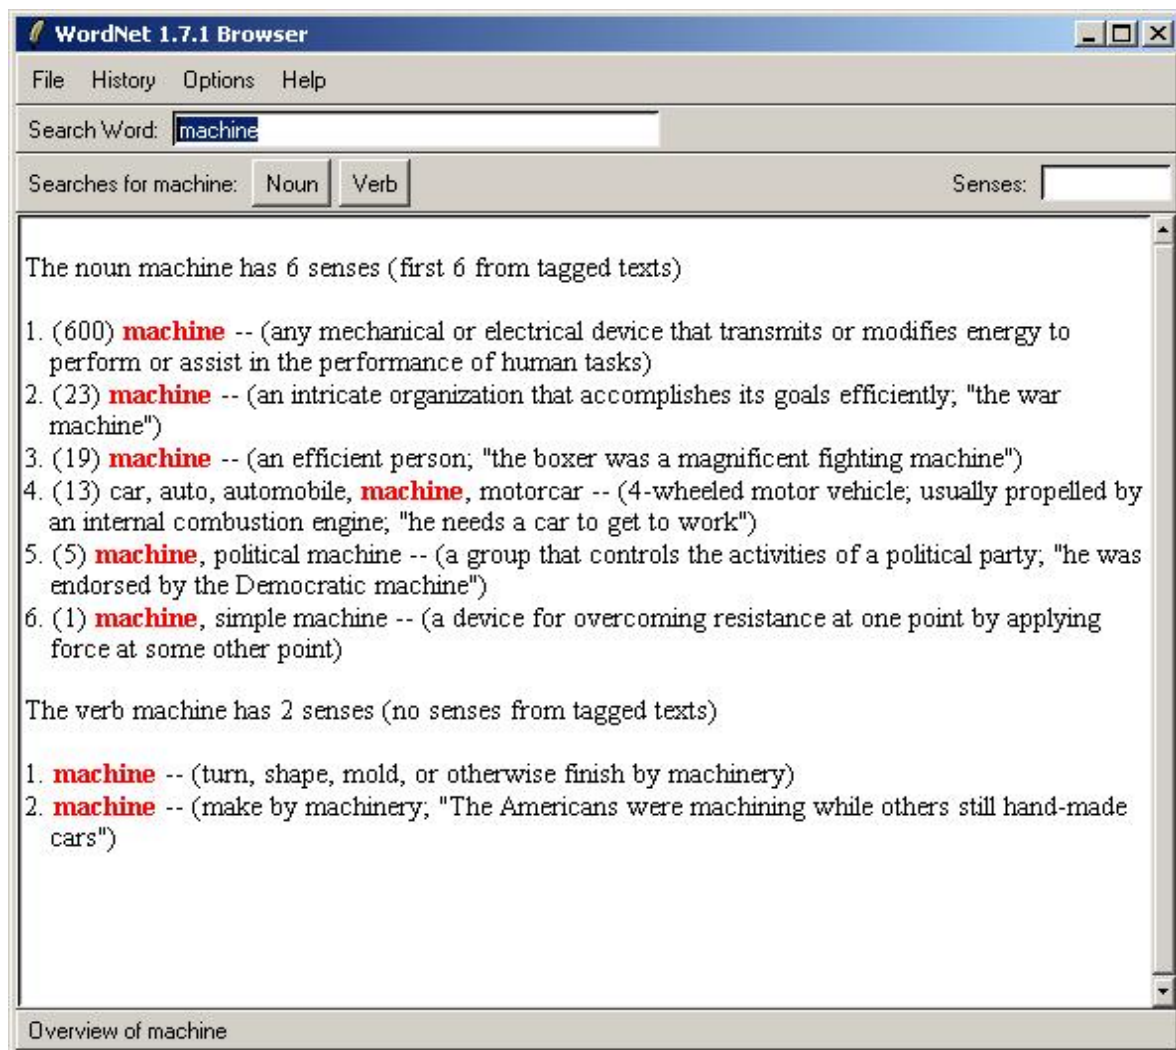 WordNet 1.7.1 Browser
File History Options Help
Search Word: machine
Searches for machine: Noun Verb Senses:
The noun machine has 6 senses (first 6 from tagged texts)
1. (600) machine -- (any mechanical or electrical device that transmits or modifies energy to
perform or assist in the performance of human tasks)
2. (23) machine -- (an intricate organization that accomplishes its goals efficiently; "the war
machine")
3. (19) machine -- (an efficient person; "the boxer was a magnificent fighting machine")
4. (13) car, auto, automobile, machine, motorcar -- (4-wheeled motor vehicle; usually propelled by
an internal combustion engine; "he needs a car to get to work")
5. (5) machine, political machine -- (a group that controls the activities of a political party; "he was
endorsed by the Democratic machine")
6. (1) machine, simple machine -- (a device for overcoming resistance at one point by applying
force at some other point)
The verb machine has 2 senses (no senses from tagged texts)
1. machine -- (turn, shape, mold, or otherwise finish by machinery)
2. machine -- (make by machinery; "The Americans were machining while others still hand-made
cars")
Overview of machine